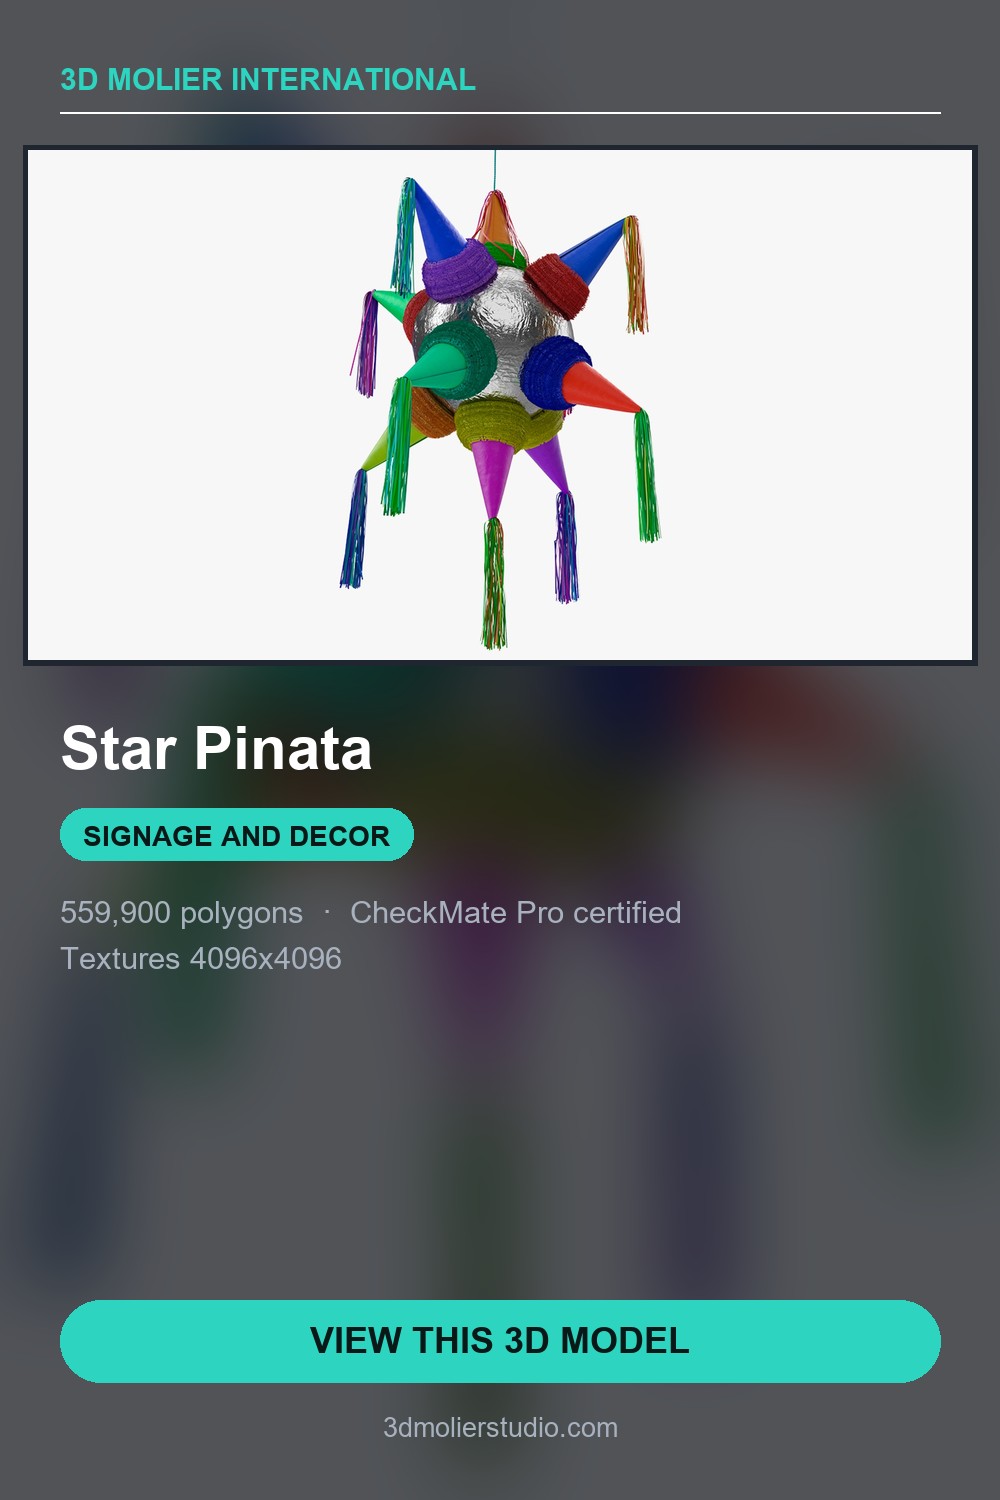 3D MOLIER INTERNATIONAL
Star Pinata
SIGNAGE AND DECOR
559,900 polygons · CheckMate Pro certified
Textures 4096x4096
VIEW THIS 3D MODEL
3dmolierstudio.com